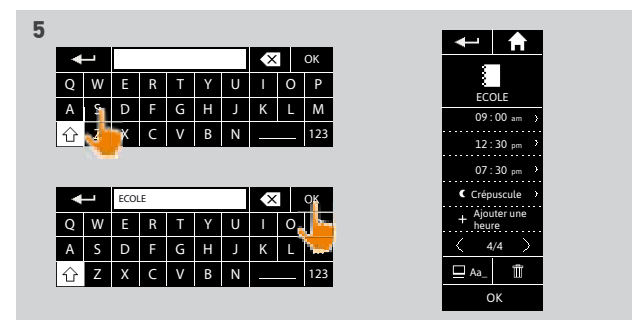 5
OK
Q W E R T Y U I O P
A S D F G H J K L M
Z X C V B N 123
ECOLE OK
Q W E R T Y U I O
A S D F G H J K L M
Z X C V B N 123
ECOLE
09 : 00 am
12 : 30 pm
07 : 30 pm
Crépuscule
+ Ajouter une
heure
4/4
Aa_
OK